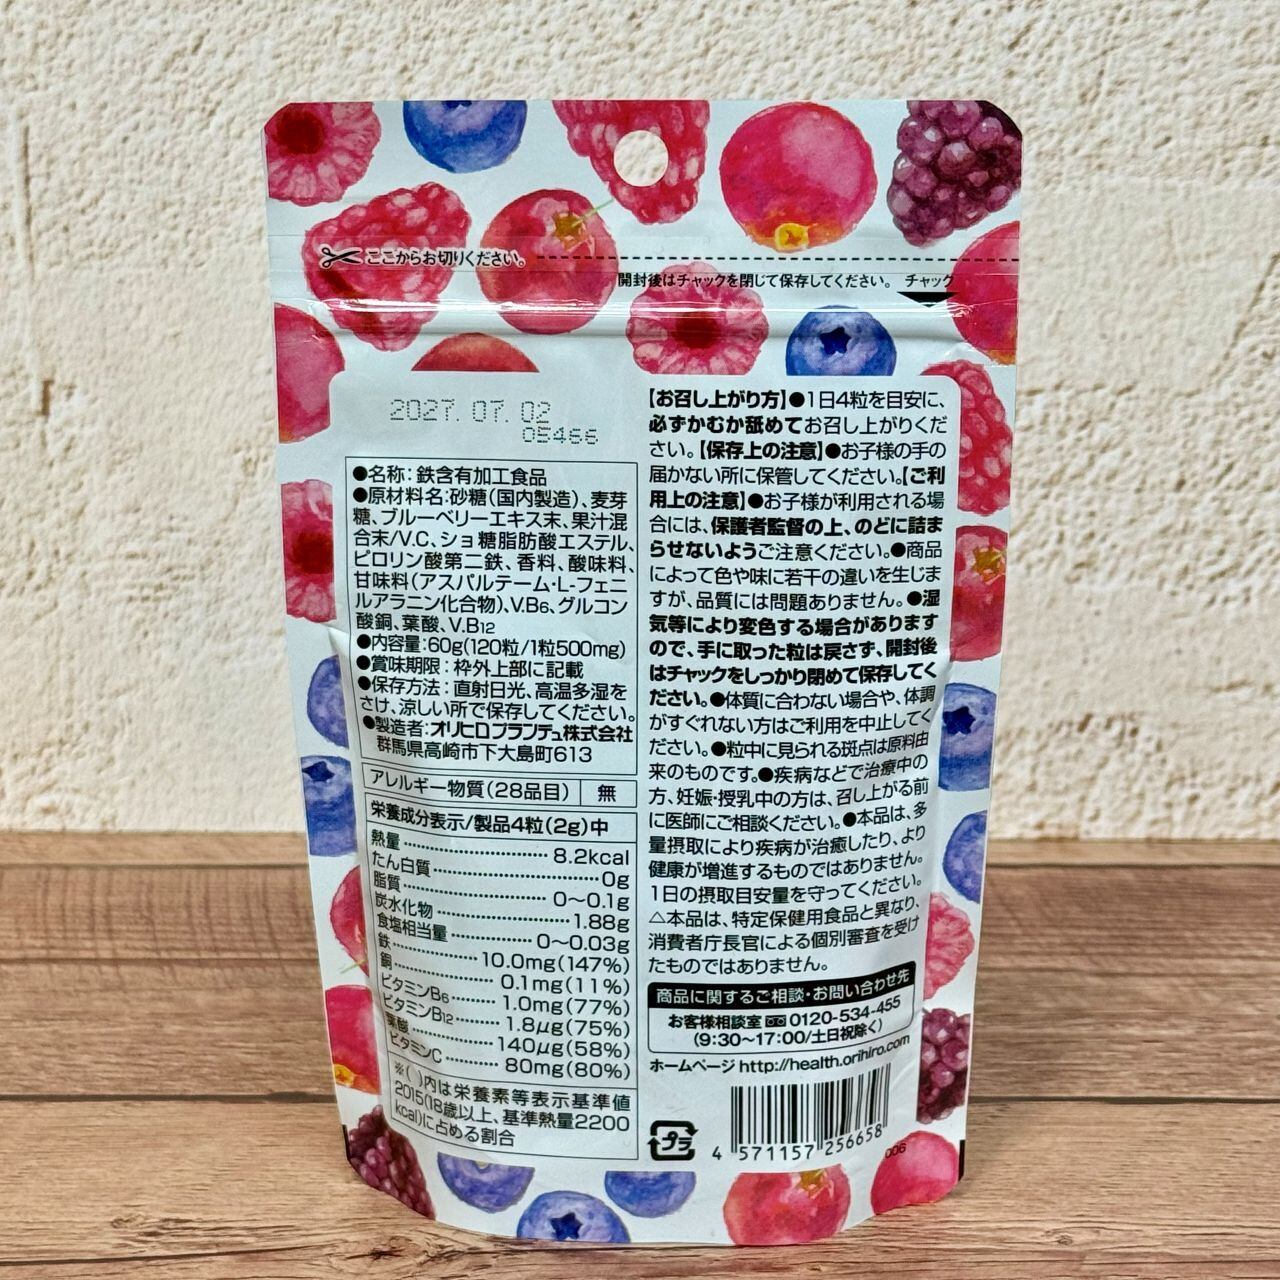 ここからお切りください。
開封後はチャックを閉じて保存してください。 チャック
2027.07.02
05466
●名称:鉄含有加工食品
●原材料名:砂糖(国内製造)、麦芽
糖、ブルーベリーエキス末、果汁混
合末/V.C、ショ糖脂肪酸エステル、
ピロリン酸第二鉄、香料、酸味料、
甘味料(アスパルテーム・L-フェニ
ルアラニン化合物)、V.B6、グルコン
酸銅、葉酸、V.B12
●内容量:60g(120粒/1粒500mg)
●賞味期限:枠外上部に記載
●保存方法:直射日光、高温多湿を
さけ、涼しい所で保存してください。
●製造者:オリヒロプランデュ株式会社
群馬県高崎市下大島町613
アレルギー物質(28品目) 無
栄養成分表示/製品4粒(2g)中
熱量 8.2kcal
たん白質 0g
脂質 0〜0.1g
炭水化物 1.88g
食塩相当量 0〜0.03g
鉄 10.0mg(147%)
銅 0.1mg(11%)
ビタミンB6 1.0mg(77%)
ビタミンB12 1.8μg(75%)
葉酸 140μg(58%)
ビタミンC 80mg(80%)
※( )内は栄養素等表示基準値
2015(18歳以上、基準熱量2200
kcal)に占める割合
【お召し上がり方】●1日4粒を目安に、
必ずかむか舐めてお召し上がりくだ
さい。【保存上の注意】●お子様の手の
届かない所に保管してください。【ご利
用上の注意】●お子様が利用される場
合には、保護者監督の上、のどに詰ま
らせないようご注意ください。●商品
によって色や味に若干の違いを生じま
すが、品質には問題ありません。●湿
気等により変色する場合があります
ので、手に取った粒は戻さず、開封後
はチャックをしっかり閉めて保存してく
ださい。●体質に合わない場合や、体調
がすぐれない方はご利用を中止してく
ださい。●粒中に見られる斑点は原料由
来のものです。●疾病などで治療中の
方、妊娠・授乳中の方は、召し上がる前
に医師にご相談ください。●本品は、多
量摂取により疾病が治癒したり、より
健康が増進するものではありません。
1日の摂取目安量を守ってください。
△本品は、特定保健用食品と異なり、
消費者庁長官による個別審査を受け
たものではありません。
商品に関するご相談・お問い合わせ先
お客様相談室 0120-534-455
(9:30〜17:00/土日祝除く)
ホームページ http://health.orihiro.com
プラ
4 571157 256658
006